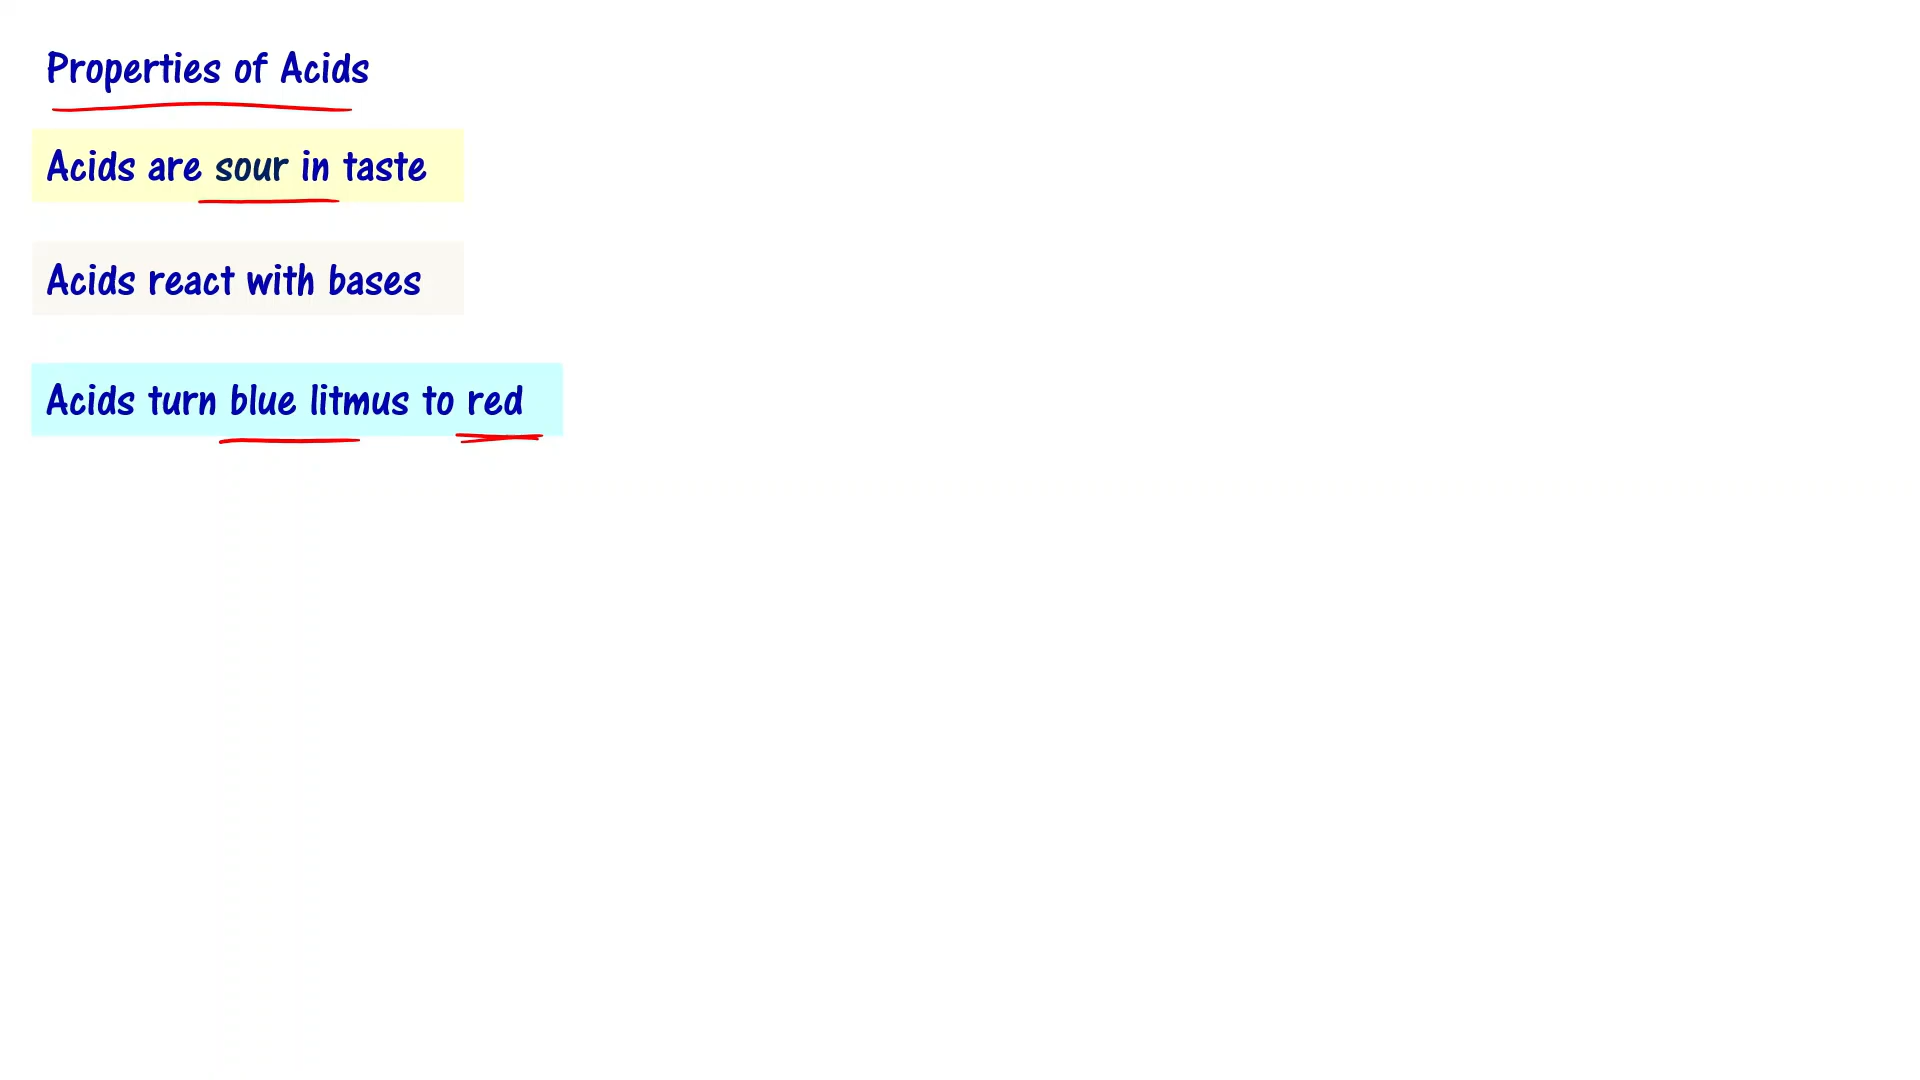 Properties of Acids
Acids are sour in taste
Acids react with bases
Acids turn blue litmus to red